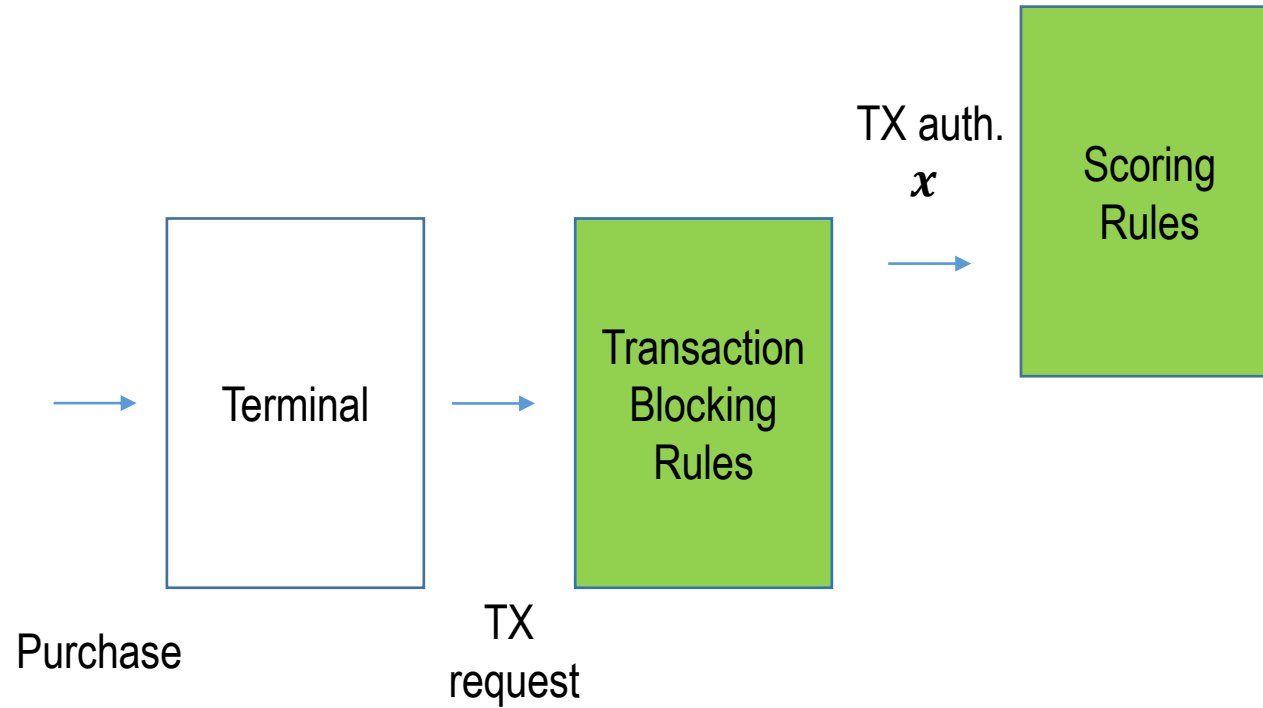 Purchase
Terminal
TX
request
Transaction
Blocking
Rules
TX auth.
𝒙
Scoring
Rules